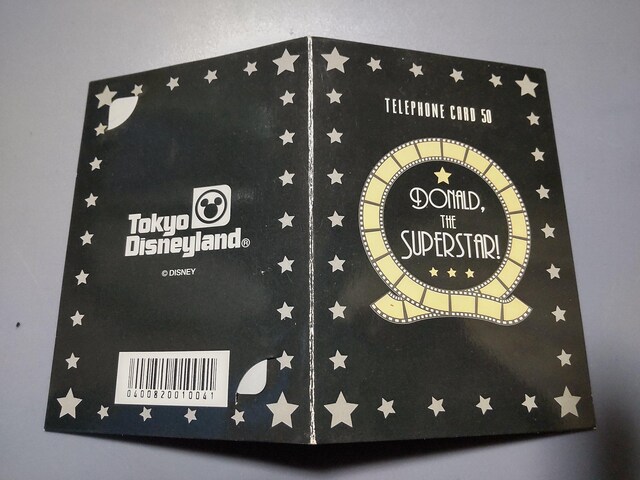 Tokyo
Disneyland®
© DISNEY
0400820010041
TELEPHONE CARD 50
DONALD,
THE
SUPERSTAR!